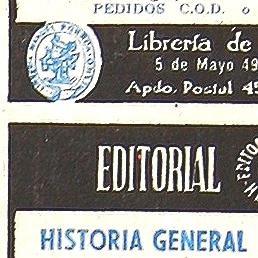 PEDIDOS C.O.D. o
Librería de
5 de Mayo 49
Apdo. Postal 45
EDITORIAL
HISTORIA GENERAL